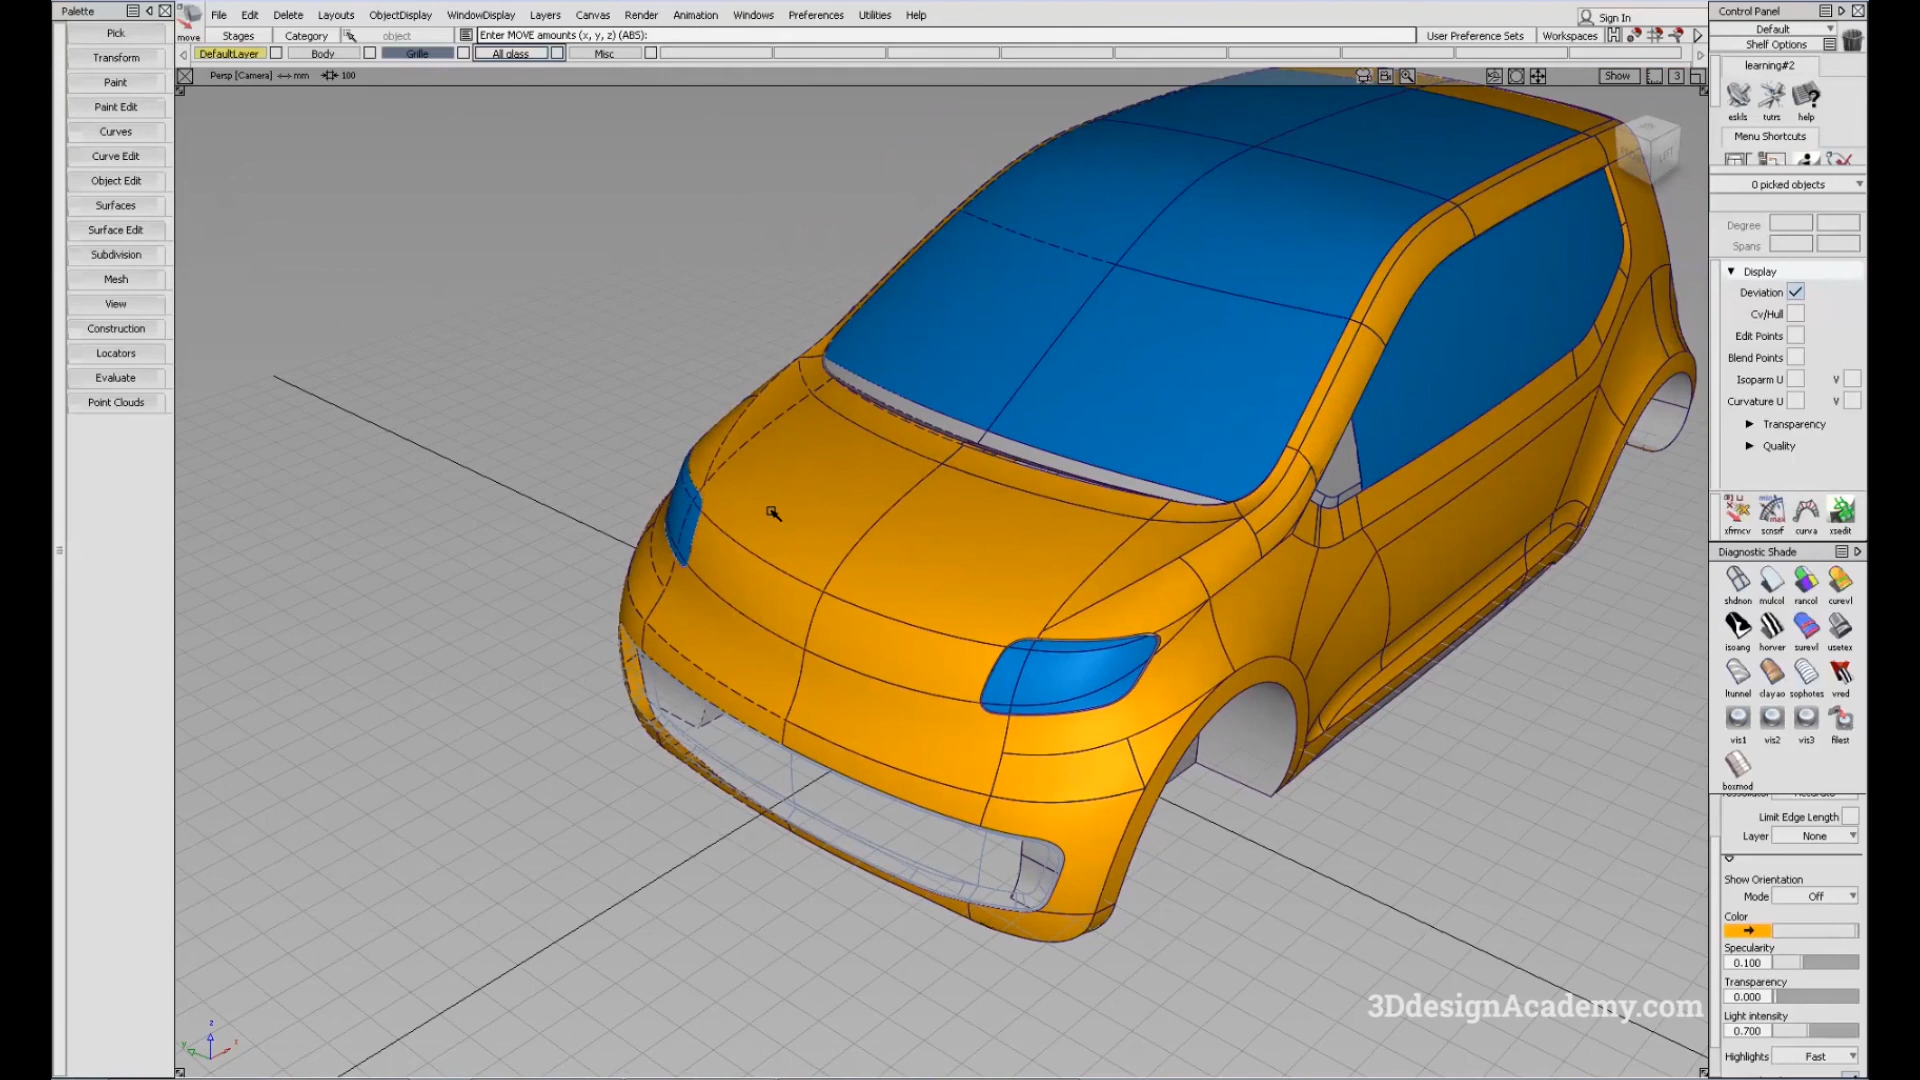 Palette
Pick
Transform
Paint
Paint Edit
Curves
Curve Edit
Object Edit
Surfaces
Surface Edit
Subdivision
Mesh
View
Construction
Locators
Evaluate
Point Clouds
move
File Edit Delete Layouts ObjectDisplay WindowDisplay Layers Canvas Render Animation Windows Preferences Utilities Help
Sign In
Stages Category object Enter MOVE amounts (x, y, z) (ABS): User Preference Sets Workspaces
DefaultLayer Body Grille All glass Misc
Persp [Camera] <-> mm 100 Show 3
LEFT
z
y
x
3DdesignAcademy.com
Control Panel
Default
Shelf Options
learning#2
eskls tutrs help
Menu Shortcuts
0 picked objects
Degree
Spans
Display
Deviation
Cv/Hull
Edit Points
Blend Points
Isoparm U V
Curvature U V
Transparency
Quality
xfrmcv scnsrf curva xsedit
Diagnostic Shade
shdnon mulcol rancol curevl
isoang horver surevl usetex
ltunnel clayao sophotes vred
vis1 vis2 vis3 filest
boxmod
Limit Edge Length
Layer None
Show Orientation
Mode Off
Color
Specularity
0.100
Transparency
0.000
Light intensity
0.700
Highlights Fast